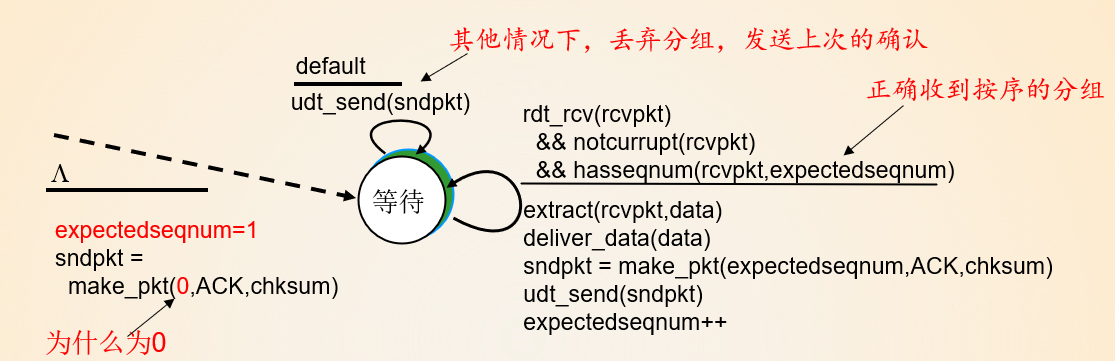 其他情况下，丢弃分组，发送上次的确认
default
udt_send(sndpkt)
正确收到按序的分组
rdt_rcv(rcvpkt)
&& notcurrupt(rcvpkt)
&& hasseqnum(rcvpkt,expectedseqnum)
Λ
等待
extract(rcvpkt,data)
deliver_data(data)
sndpkt = make_pkt(expectedseqnum,ACK,chksum)
udt_send(sndpkt)
expectedseqnum++
expectedseqnum=1
sndpkt =
make_pkt(0,ACK,chksum)
为什么为0